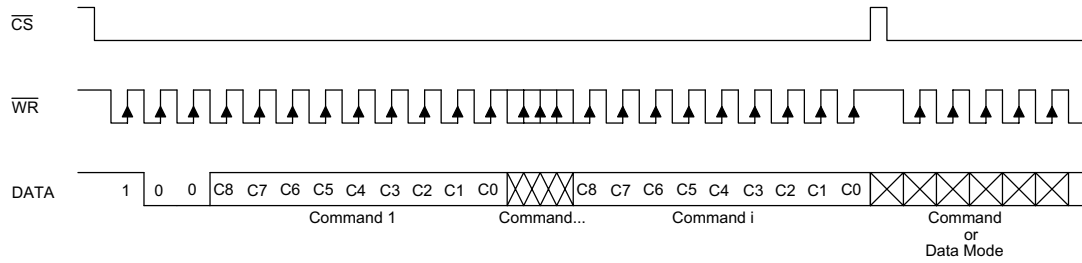 CS
WR
DATA 1 0 0 C8 C7 C6 C5 C4 C3 C2 C1 C0 C8 C7 C6 C5 C4 C3 C2 C1 C0
Command 1 Command... Command i Command
or
Data Mode